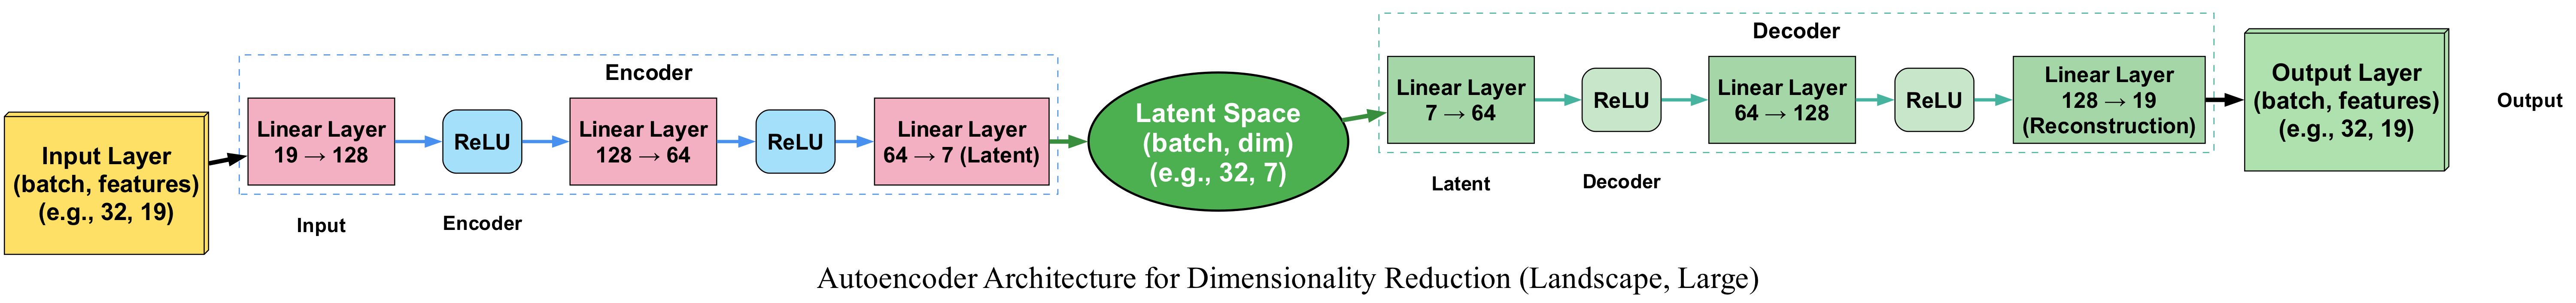 Input Layer
(batch, features)
(e.g., 32, 19)
Encoder
Linear Layer
19 → 128
ReLU
Linear Layer
128 → 64
ReLU
Linear Layer
64 → 7 (Latent)
Input
Encoder
Latent Space
(batch, dim)
(e.g., 32, 7)
Decoder
Linear Layer
7 → 64
ReLU
Linear Layer
64 → 128
ReLU
Linear Layer
128 → 19
(Reconstruction)
Latent
Decoder
Output Layer
(batch, features)
(e.g., 32, 19)
Output
Autoencoder Architecture for Dimensionality Reduction (Landscape, Large)